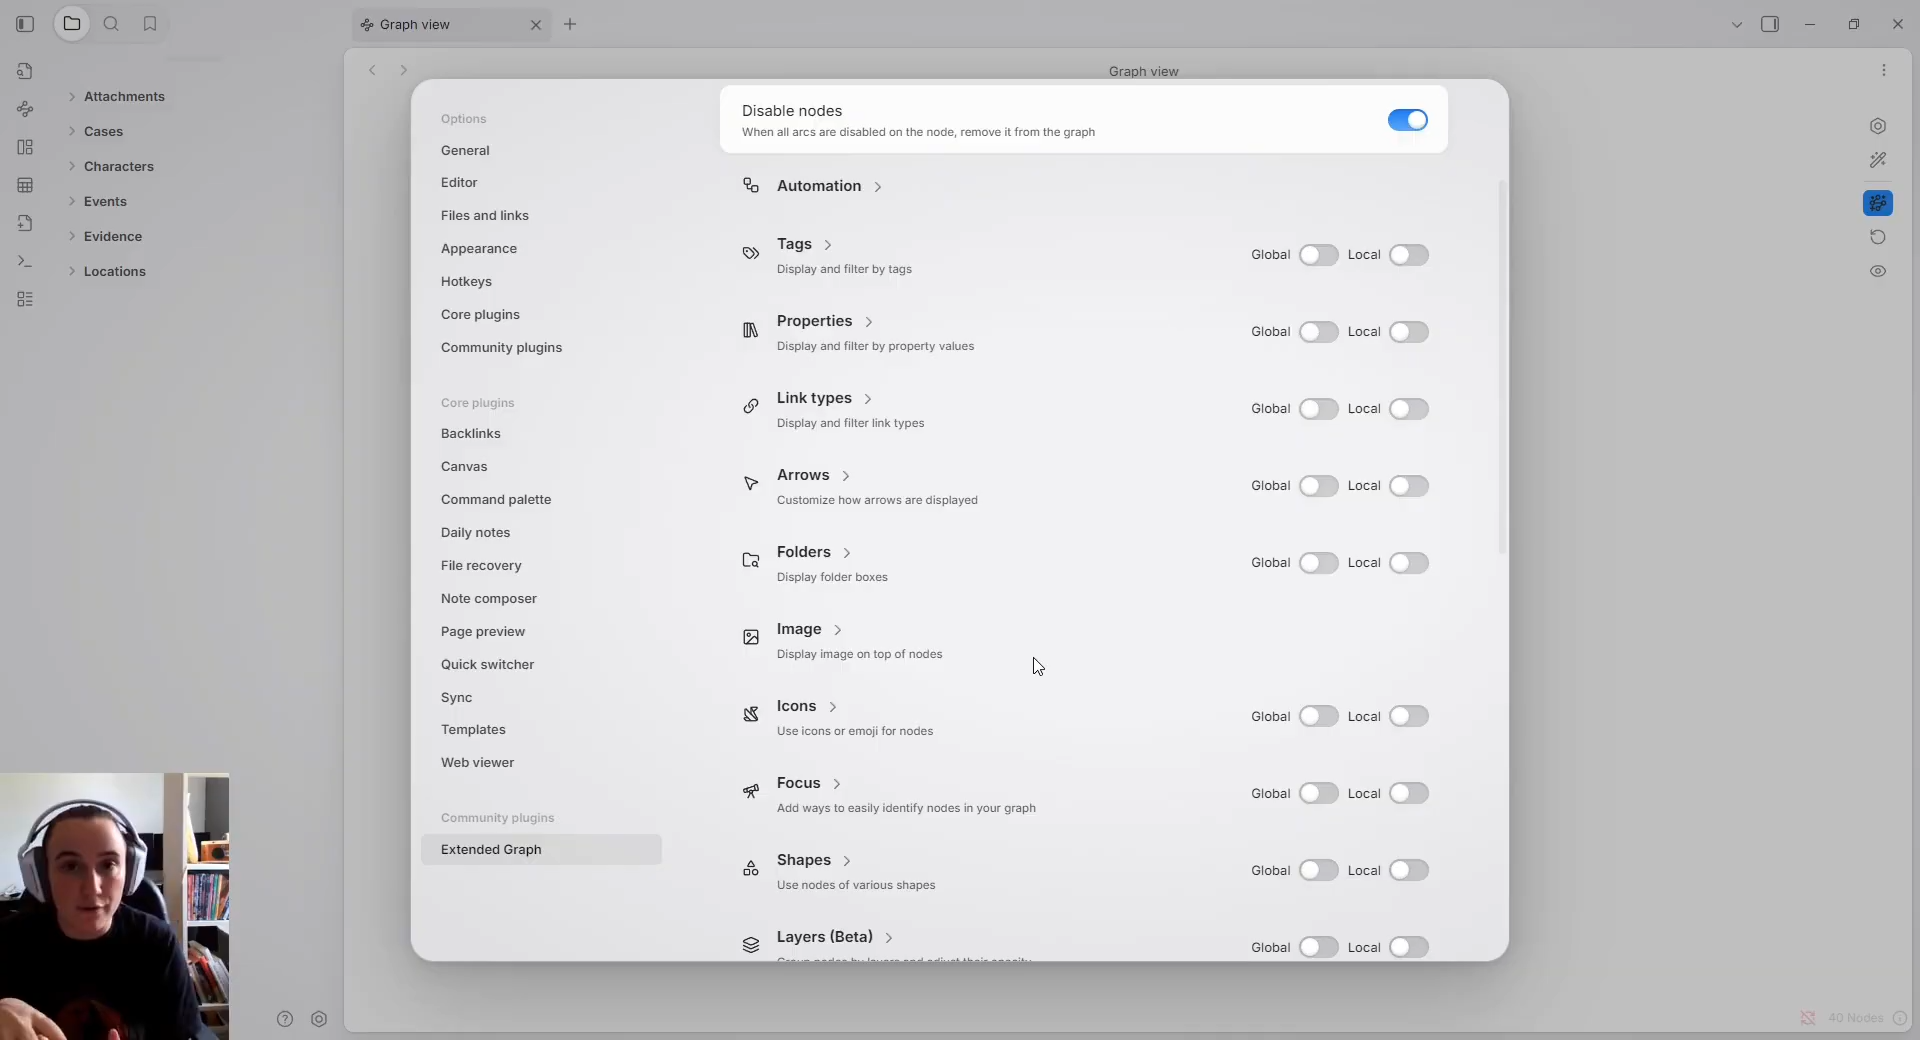 Graph view
Graph view
Attachments
Cases
Characters
Events
Evidence
Locations
Options
General
Editor
Files and links
Appearance
Hotkeys
Core plugins
Community plugins
Core plugins
Backlinks
Canvas
Command palette
Daily notes
File recovery
Note composer
Page preview
Quick switcher
Sync
Templates
Web viewer
Community plugins
Extended Graph
Disable nodes
When all arcs are disabled on the node, remove it from the graph
Automation
Tags
Display and filter by tags
Global Local
Properties
Display and filter by property values
Global Local
Link types
Display and filter link types
Global Local
Arrows
Customize how arrows are displayed
Global Local
Folders
Display folder boxes
Global Local
Image
Display image on top of nodes
Icons
Use icons or emoji for nodes
Global Local
Focus
Add ways to easily identify nodes in your graph
Global Local
Shapes
Use nodes of various shapes
Global Local
Layers (Beta)
Global Local
40 Nodes